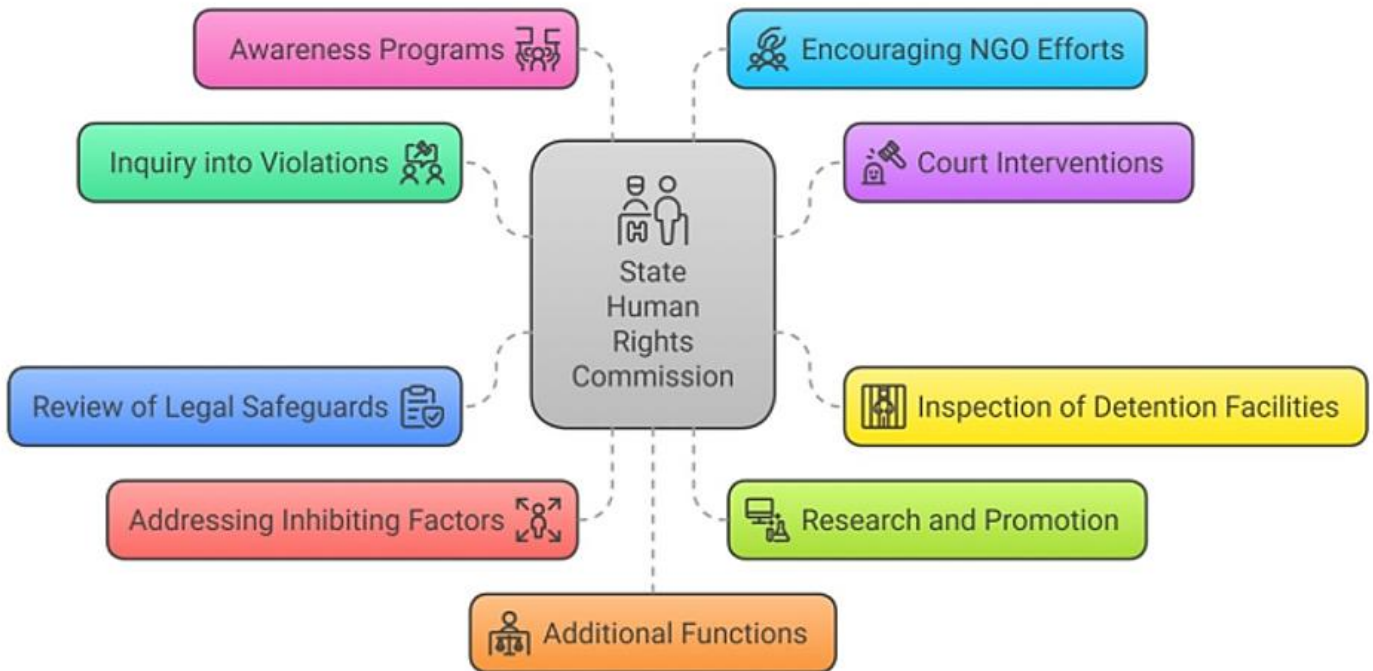 Awareness Programs
Encouraging NGO Efforts
Inquiry into Violations
Court Interventions
State
Human
Rights
Commission
Review of Legal Safeguards
Inspection of Detention Facilities
Addressing Inhibiting Factors
Research and Promotion
Additional Functions